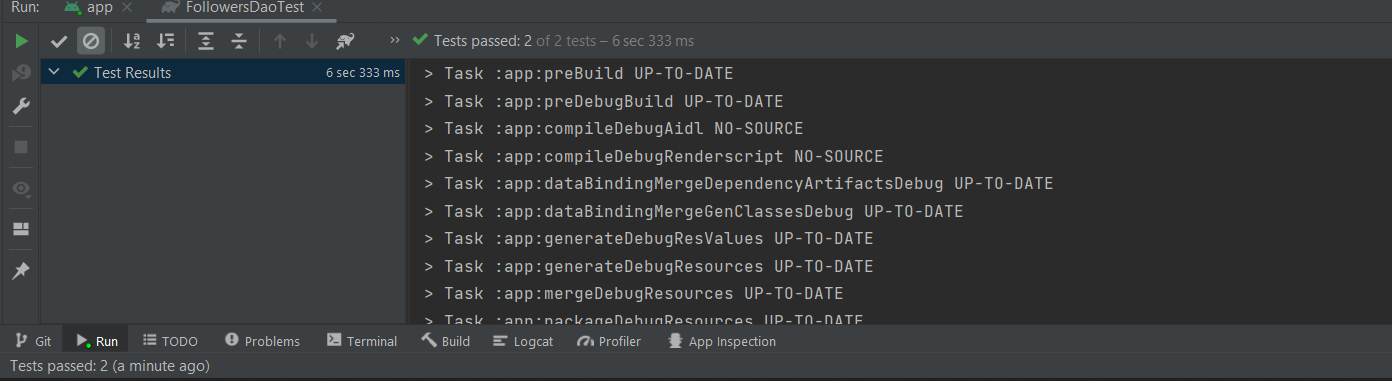 Run: app FollowersDaoTest
» Tests passed: 2 of 2 tests – 6 sec 333 ms
Test Results 6 sec 333 ms
> Task :app:preBuild UP-TO-DATE
> Task :app:preDebugBuild UP-TO-DATE
> Task :app:compileDebugAidl NO-SOURCE
> Task :app:compileDebugRenderscript NO-SOURCE
> Task :app:dataBindingMergeDependencyArtifactsDebug UP-TO-DATE
> Task :app:dataBindingMergeGenClassesDebug UP-TO-DATE
> Task :app:generateDebugResValues UP-TO-DATE
> Task :app:generateDebugResources UP-TO-DATE
> Task :app:mergeDebugResources UP-TO-DATE
> Task :app:packageDebugResources UP-TO-DATE
Git Run TODO Problems Terminal Build Logcat Profiler App Inspection
Tests passed: 2 (a minute ago)